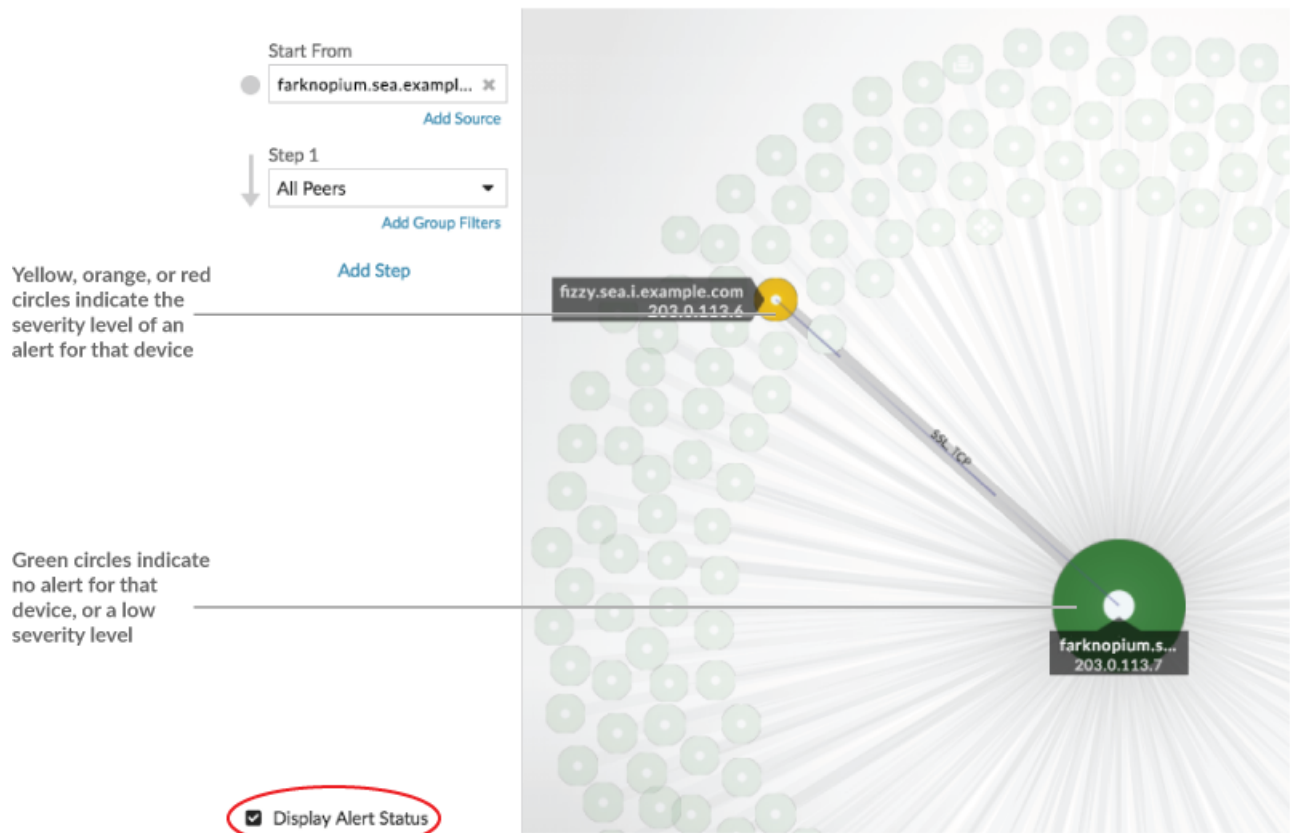 Start From
farknopium.sea.exampl...
Add Source
Step 1
All Peers
Add Group Filters
Add Step
Yellow, orange, or red
circles indicate the
severity level of an
alert for that device
fizzy.sea.i.example.com
203.0.113.6
SSL, TCP
Green circles indicate
no alert for that
device, or a low
severity level
farknopium.s...
203.0.113.7
Display Alert Status